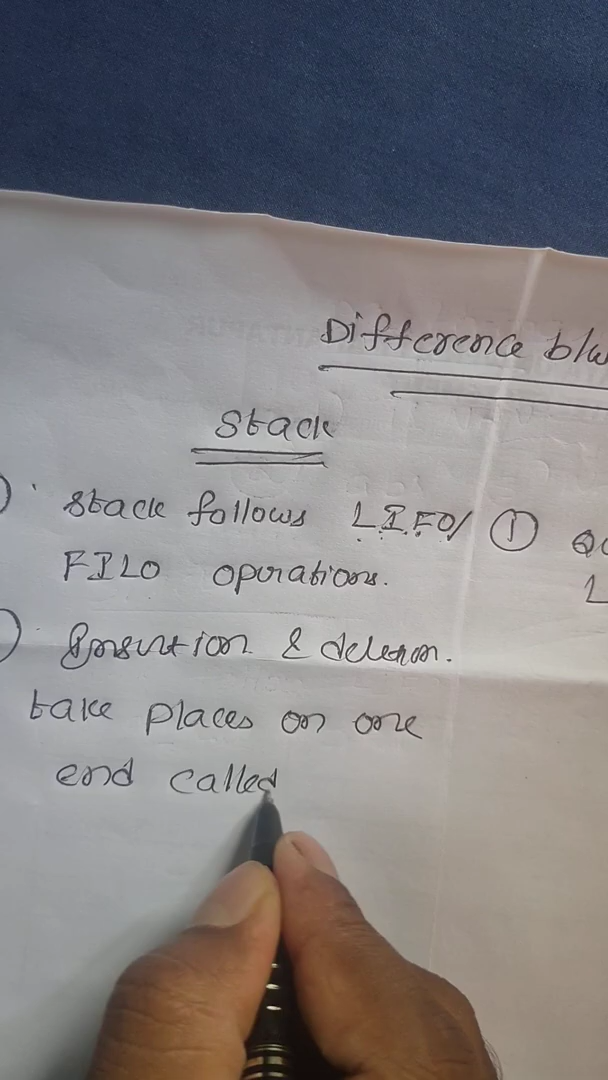 Difference b/w
Stack
Stack follows LIFO/
FILO operations.
Insertion & deletion.
take places on one
end called
①